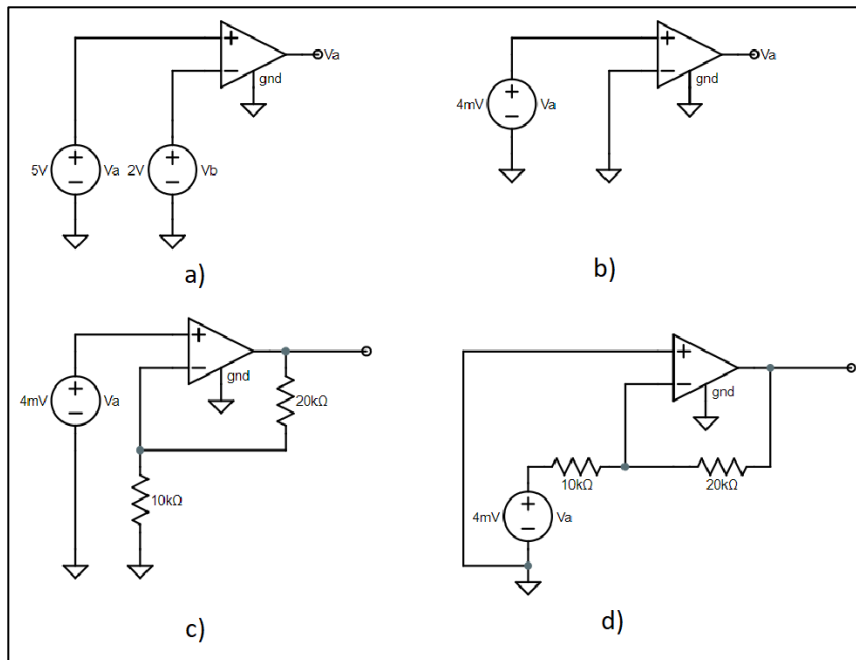 +
−
Va
gnd
5V
+
−
Va
2V
+
−
Vb
a)
+
−
Va
gnd
4mV
+
−
Va
b)
+
−
gnd
4mV
+
−
Va
20kΩ
10kΩ
c)
+
−
gnd
10kΩ
20kΩ
4mV
+
−
Va
d)